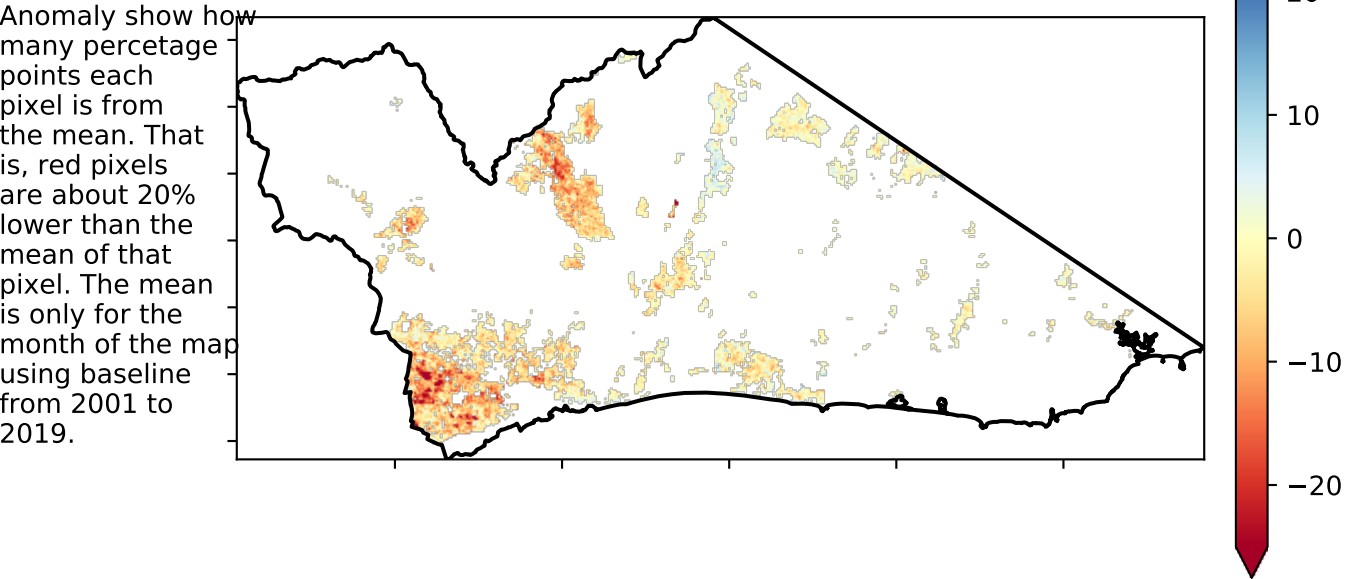 Anomaly show how
many percetage
points each
pixel is from
the mean. That
is, red pixels
are about 20%
lower than the
mean of that
pixel. The mean
is only for the
month of the map
using baseline
from 2001 to
2019.
10
0
−10
−20